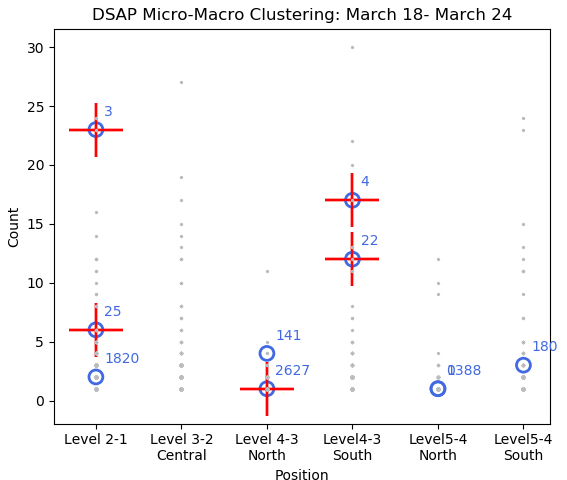 DSAP Micro-Macro Clustering: March 18- March 24
30
25
20
15
10
5
0
Count
3
25
1820
141
2627
4
22
1388
180
Level 2-1
Level 3-2
Central
Level 4-3
North
Level4-3
South
Level5-4
North
Level5-4
South
Position